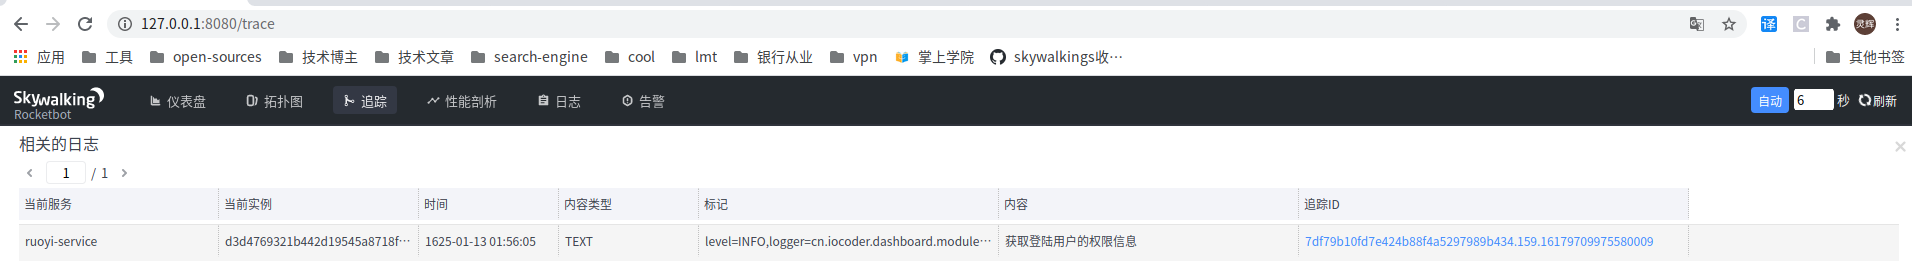 127.0.0.1:8080/trace
译 C 灵辉
应用 工具 open-sources 技术博主 技术文章 search-engine cool lmt 银行从业 vpn 掌上学院 skywalkings收… 其他书签
Skywalking 仪表盘 拓扑图 追踪 性能剖析 日志 告警 自动 6 秒 刷新
Rocketbot
相关的日志
1 / 1
当前服务 当前实例 时间 内容类型 标记 内容 追踪ID
ruoyi-service d3d4769321b442d19545a8718f… 1625-01-13 01:56:05 TEXT level=INFO,logger=cn.iocoder.dashboard.module… 获取登陆用户的权限信息 7df79b10fd7e424b88f4a5297989b434.159.16179709975580009